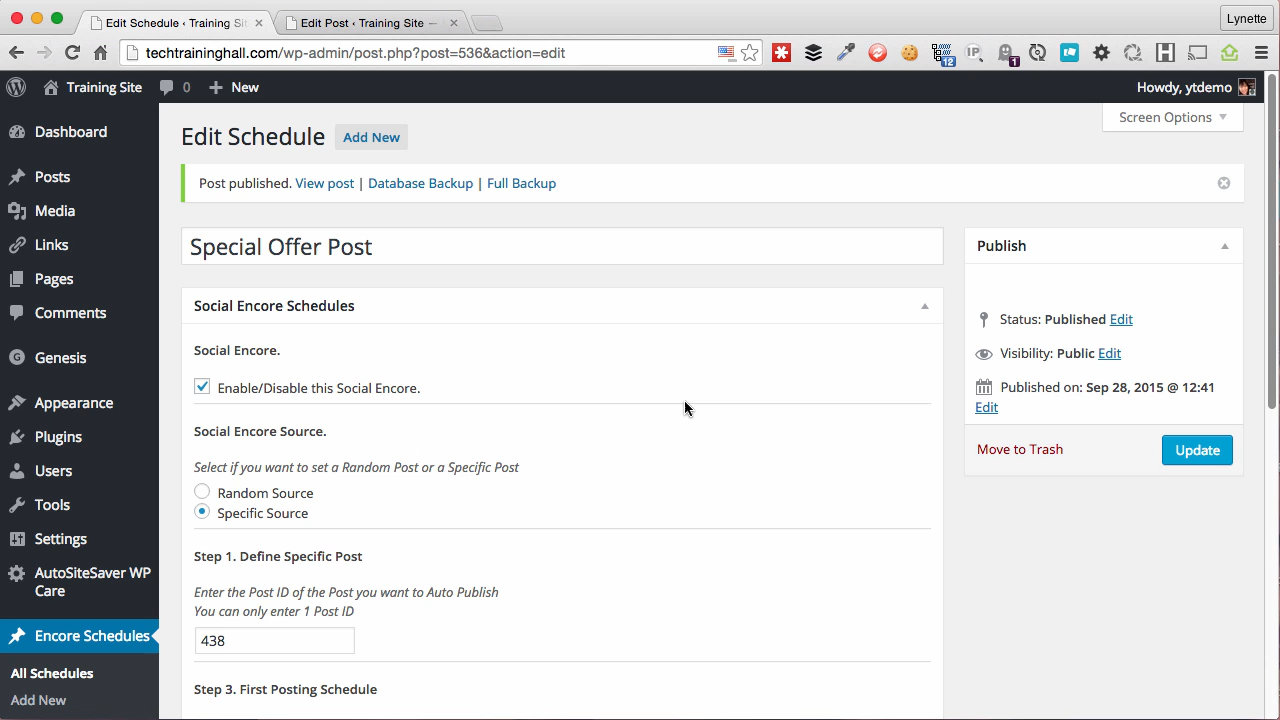 Edit Schedule ‹ Training Sit
Edit Post ‹ Training Site —
Lynette
techtraininghall.com/wp-admin/post.php?post=536&action=edit
12
IP
1
Training Site
0
New
Howdy, ytdemo
Dashboard
Posts
Media
Links
Pages
Comments
Genesis
Appearance
Plugins
Users
Tools
Settings
AutoSiteSaver WP
Care
Encore Schedules
All Schedules
Add New
Screen Options
Edit Schedule
Add New
Post published. View post | Database Backup | Full Backup
Special Offer Post
Social Encore Schedules
Social Encore.
Enable/Disable this Social Encore.
Social Encore Source.
Select if you want to set a Random Post or a Specific Post
Random Source
Specific Source
Step 1. Define Specific Post
Enter the Post ID of the Post you want to Auto Publish
You can only enter 1 Post ID
438
Step 3. First Posting Schedule
Publish
Status: Published Edit
Visibility: Public Edit
Published on: Sep 28, 2015 @ 12:41
Edit
Move to Trash
Update